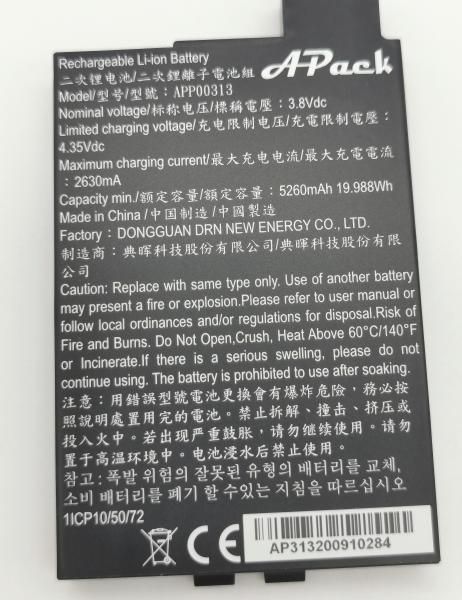 Rechargeable Li-ion Battery
APack
二次锂电池/二次鋰離子電池組
Model/型号/型號: APP00313
Nominal voltage/标称电压/標稱電壓: 3.8Vdc
Limited charging voltage/充电限制电压/充電限制電壓:
4.35Vdc
Maximum charging current/最大充电电流/最大充電電流
: 2630mA
Capacity min./额定容量/額定容量: 5260mAh 19.988Wh
Made in China /中国制造 /中國製造
Factory: DONGGUAN DRN NEW ENERGY CO., LTD.
制造商: 典晖科技股份有限公司/典暉科技股份有限
公司
Caution: Replace with same type only. Use of another battery
may present a fire or explosion.Please refer to user manual or
follow local ordinances and/or regulations for disposal.Risk of
Fire and Burns. Do Not Open,Crush, Heat Above 60°C/140°F
or Incinerate.If there is a serious swelling, please do not
continue using. The battery is prohibited to use after soaking.
注意: 用錯誤型號電池更換會有爆炸危險, 務必按
照說明處置用完的電池。禁止拆解、撞击、挤压或
投入火中。若出现严重鼓胀, 请勿继续使用。请勿
置于高温环境中。电池浸水后禁止使用。
참고: 폭발 위험의 잘못된 유형의 배터리를 교체,
소비 배터리를 폐기 할 수있는 지침을 따르십시오
1ICP10/50/72
CE
AP313200910284